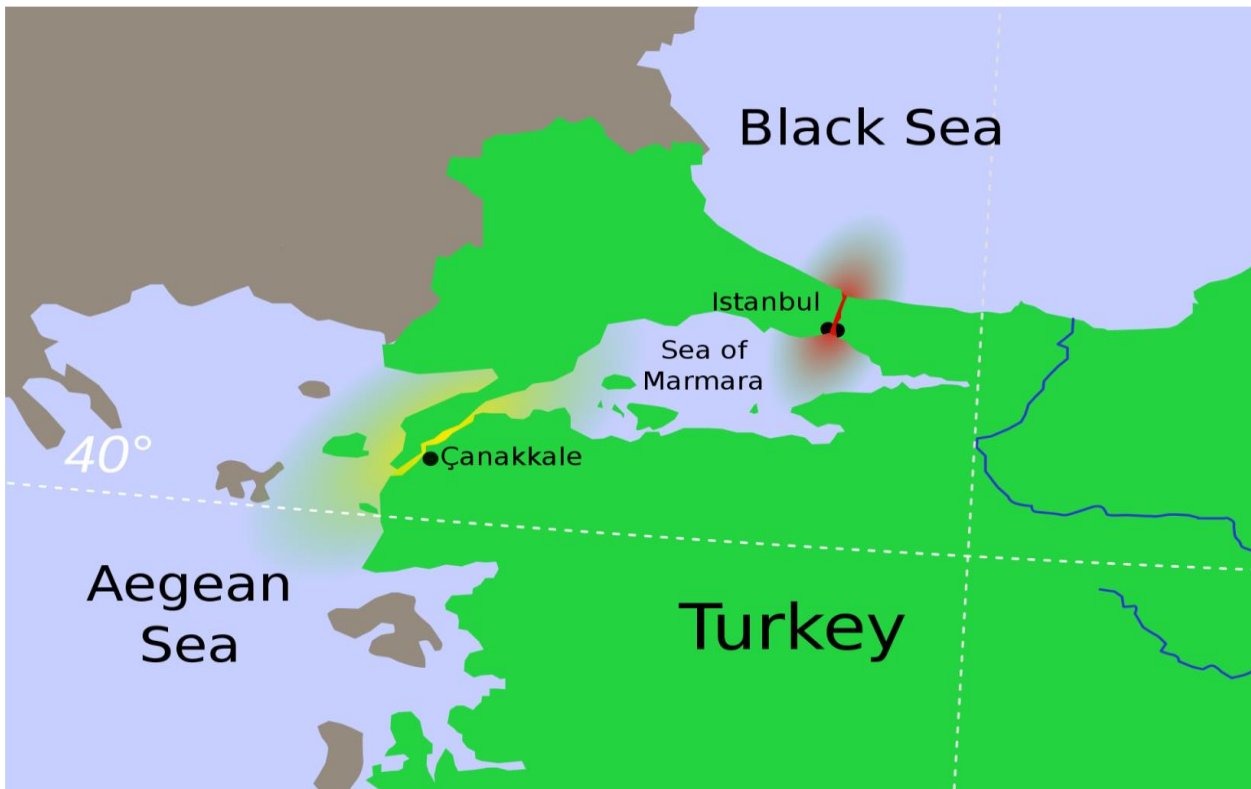 Black Sea
Istanbul
Sea of
Marmara
40°
Çanakkale
Aegean
Sea
Turkey